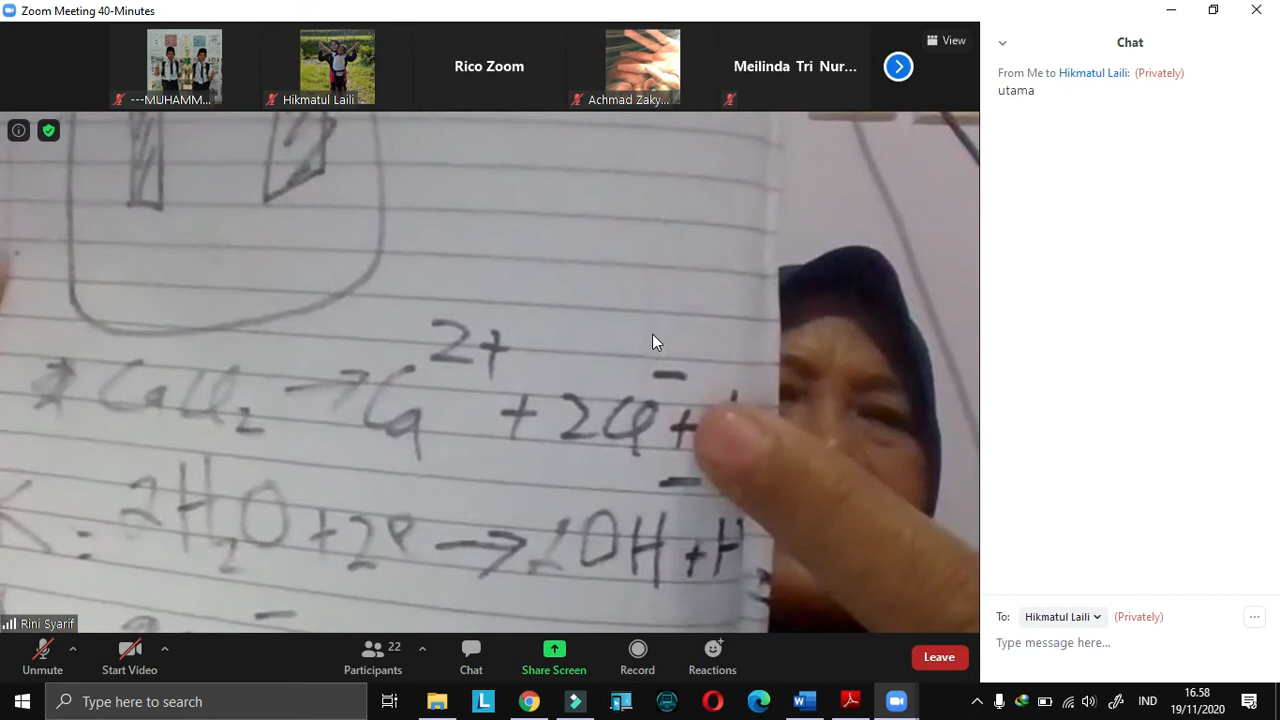 Zoom Meeting 40-Minutes
---MUHAMM...
Hikmatul Laili
Rico Zoom
Achmad Zaky...
Meilinda Tri Nur...
View
Chat
From Me to Hikmatul Laili: (Privately)
utama
* CaCl₂ → Ca²⁺ + 2Cl⁻ +
K = 2H₂O + 2e → 2OH⁻ + H
Rini Syarif
Unmute
Start Video
22
Participants
Chat
Share Screen
Record
Reactions
Leave
To: Hikmatul Laili (Privately)
Type message here...
Type here to search
L
W
IND
16.58
19/11/2020